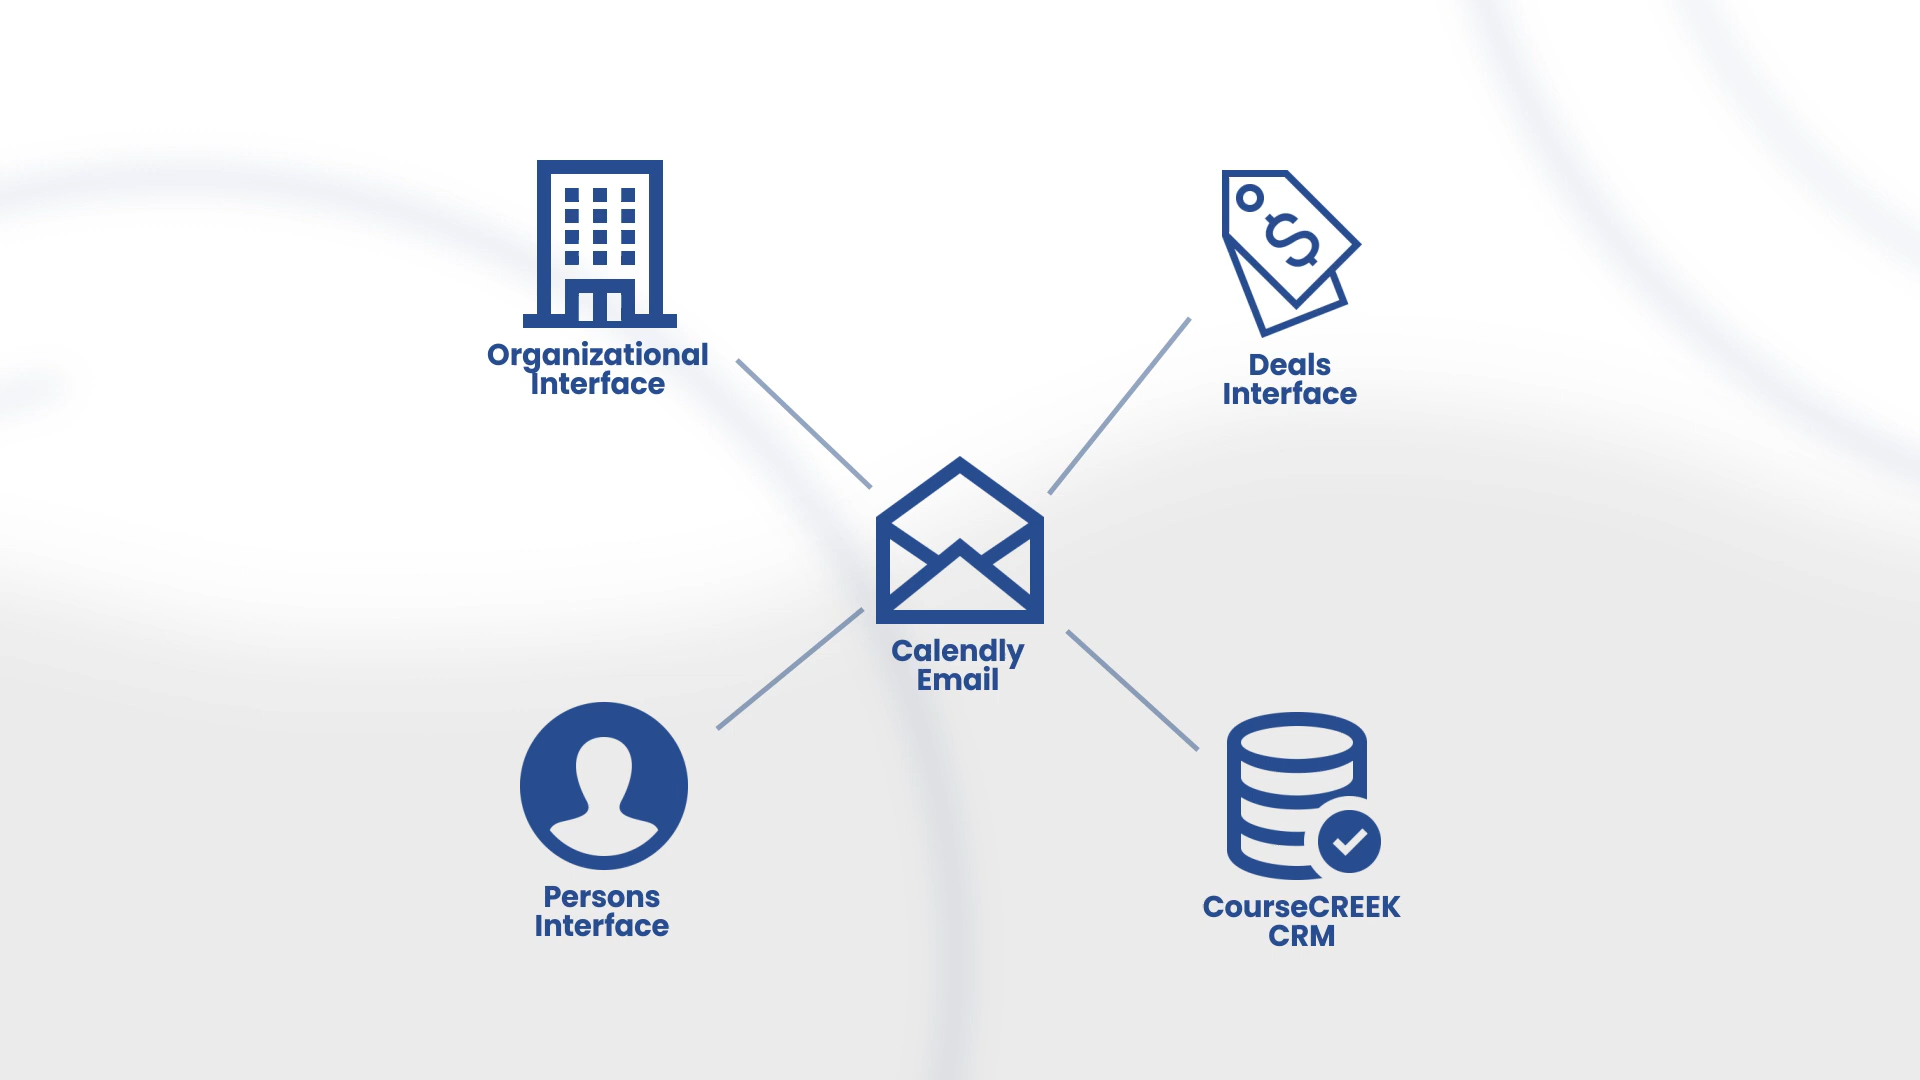 Organizational
Interface
Deals
Interface
Calendly
Email
Persons
Interface
CourseCREEK
CRM